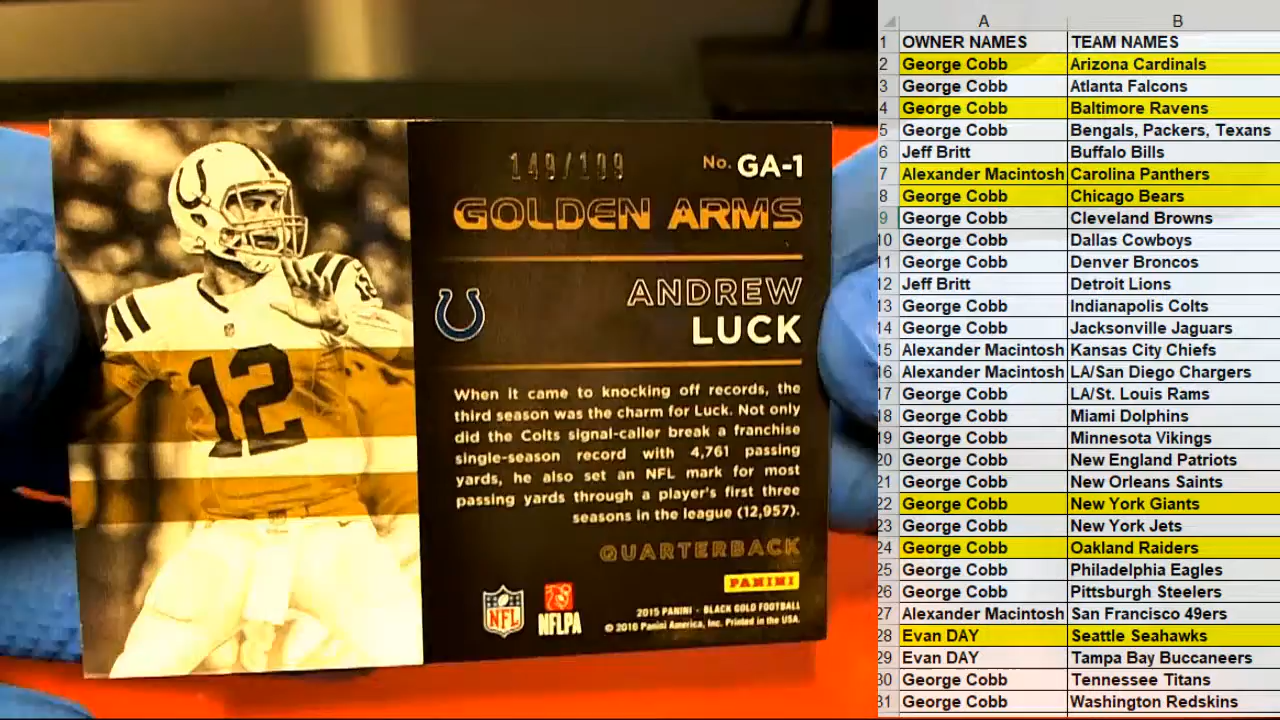 149/199
No. GA-1
GOLDEN ARMS
ANDREW
LUCK
When it came to knocking off records, the
third season was the charm for Luck. Not only
did the Colts signal-caller break a franchise
single-season record with 4,761 passing
yards, he also set an NFL mark for most
passing yards through a player's first three
seasons in the league (12,957).
QUARTERBACK
PANINI
NFL
NFLPA
2015 PANINI - BLACK GOLD FOOTBALL
© 2016 Panini America, Inc. Printed in the USA.
12
A B
1 OWNER NAMES TEAM NAMES
2 George Cobb Arizona Cardinals
3 George Cobb Atlanta Falcons
4 George Cobb Baltimore Ravens
5 George Cobb Bengals, Packers, Texans
6 Jeff Britt Buffalo Bills
7 Alexander Macintosh Carolina Panthers
8 George Cobb Chicago Bears
9 George Cobb Cleveland Browns
10 George Cobb Dallas Cowboys
11 George Cobb Denver Broncos
12 Jeff Britt Detroit Lions
13 George Cobb Indianapolis Colts
14 George Cobb Jacksonville Jaguars
15 Alexander Macintosh Kansas City Chiefs
16 Alexander Macintosh LA/San Diego Chargers
17 George Cobb LA/St. Louis Rams
18 George Cobb Miami Dolphins
19 George Cobb Minnesota Vikings
20 George Cobb New England Patriots
21 George Cobb New Orleans Saints
22 George Cobb New York Giants
23 George Cobb New York Jets
24 George Cobb Oakland Raiders
25 George Cobb Philadelphia Eagles
26 George Cobb Pittsburgh Steelers
27 Alexander Macintosh San Francisco 49ers
28 Evan DAY Seattle Seahawks
29 Evan DAY Tampa Bay Buccaneers
30 George Cobb Tennessee Titans
31 George Cobb Washington Redskins